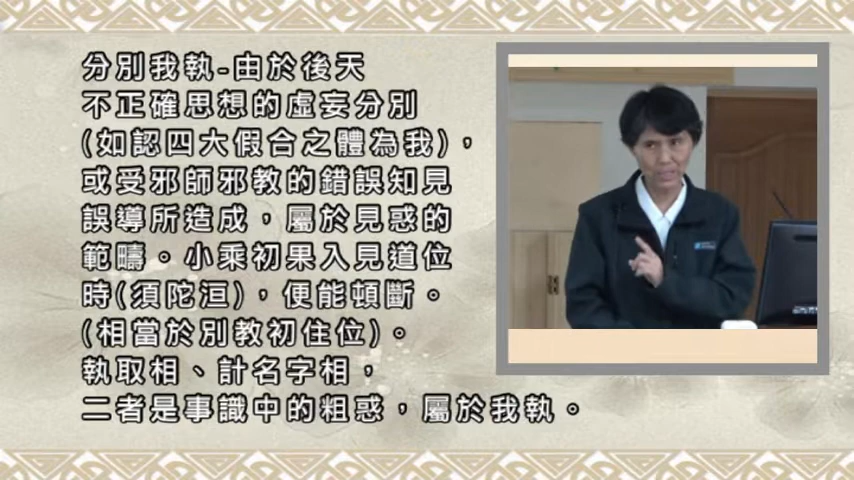 分別我執-由於後天
不正確思想的虛妄分別
(如認四大假合之體為我)，
或受邪師邪教的錯誤知見
誤導所造成，屬於見惑的
範疇。小乘初果入見道位
時(須陀洹)，便能頓斷。
(相當於別教初住位)。
執取相、計名字相，
二者是事識中的粗惑，屬於我執。